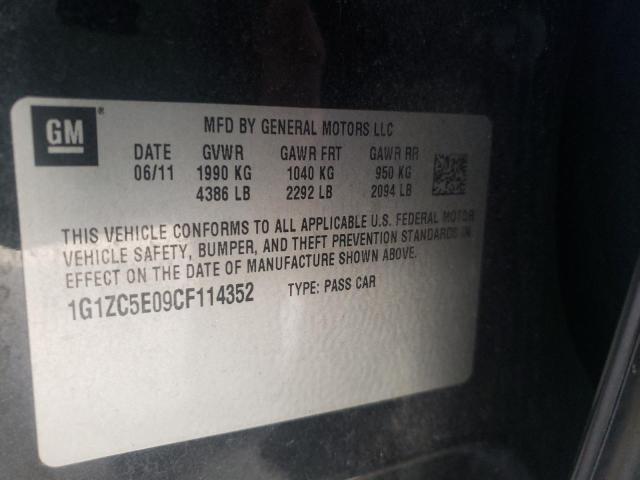 GM®
MFD BY GENERAL MOTORS LLC
DATE GVWR GAWR FRT GAWR RR
06/11 1990 KG 1040 KG 950 KG
4386 LB 2292 LB 2094 LB
THIS VEHICLE CONFORMS TO ALL APPLICABLE U.S. FEDERAL MOTOR
VEHICLE SAFETY, BUMPER, AND THEFT PREVENTION STANDARDS IN
EFFECT ON THE DATE OF MANUFACTURE SHOWN ABOVE.
1G1ZC5E09CF114352 TYPE: PASS CAR